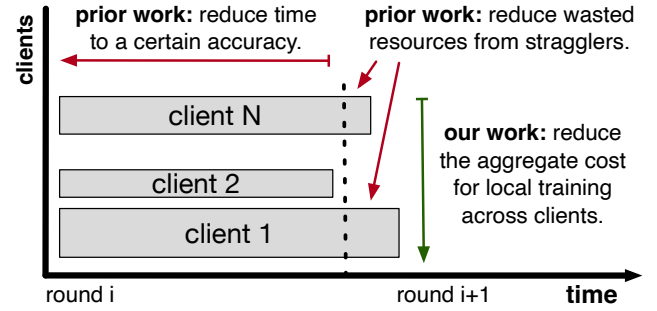 prior work: reduce time
to a certain accuracy.
prior work: reduce wasted
resources from stragglers.
clients
client N
our work: reduce
the aggregate cost
for local training
across clients.
client 2
client 1
round i
round i+1
time